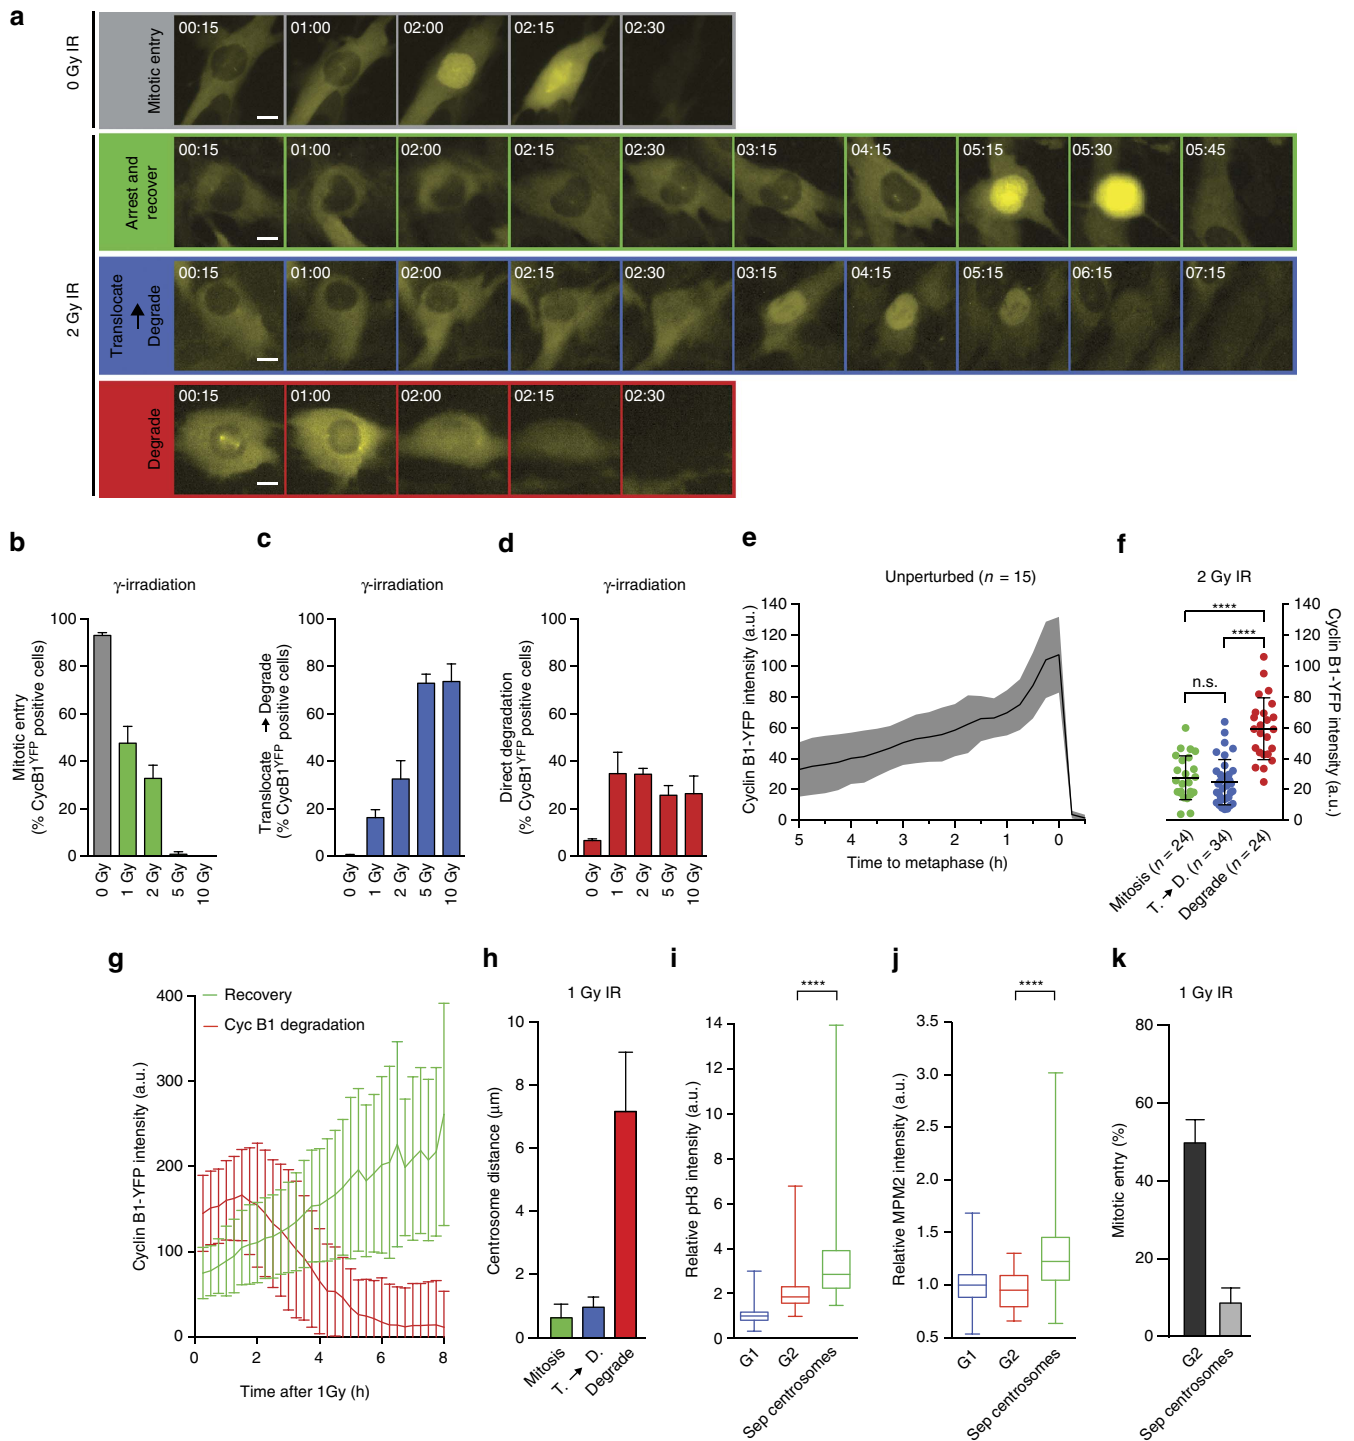 a
0 Gy IR
Mitotic entry
00:15 01:00 02:00 02:15 02:30
2 Gy IR
Arrest and
recover
00:15 01:00 02:00 02:15 02:30 03:15 04:15 05:15 05:30 05:45
Translocate
→
Degrade
00:15 01:00 02:00 02:15 02:30 03:15 04:15 05:15 06:15 07:15
Degrade
00:15 01:00 02:00 02:15 02:30
b
γ-irradiation
Mitotic entry
(% CycB1YFP positive cells)
100
80
60
40
20
0
0 Gy
1 Gy
2 Gy
5 Gy
10 Gy
c
γ-irradiation
Translocate → Degrade
(% CycB1YFP positive cells)
100
80
60
40
20
0
0 Gy
1 Gy
2 Gy
5 Gy
10 Gy
d
γ-irradiation
Direct degradation
(% CycB1YFP positive cells)
100
80
60
40
20
0
0 Gy
1 Gy
2 Gy
5 Gy
10 Gy
e
Unperturbed (n = 15)
Cyclin B1-YFP intensity (a.u.)
140
120
100
80
60
40
20
0
5 4 3 2 1 0
Time to metaphase (h)
f
2 Gy IR
****
****
n.s.
140
120
100
80
60
40
20
0
Cyclin B1-YFP intensity (a.u.)
Mitosis (n = 24)
T. → D. (n = 34)
Degrade (n = 24)
g
Recovery
Cyc B1 degradation
Cyclin B1-YFP intensity (a.u.)
400
300
200
100
0
0 2 4 6 8
Time after 1Gy (h)
h
1 Gy IR
Centrosome distance (μm)
10
8
6
4
2
0
Mitosis
T. → D.
Degrade
i
****
Relative pH3 intensity (a.u.)
14
12
10
8
6
4
2
0
G1
G2
Sep centrosomes
j
****
Relative MPM2 intensity (a.u.)
3.5
3.0
2.5
2.0
1.5
1.0
0.5
G1
G2
Sep centrosomes
k
1 Gy IR
Mitotic entry (%)
80
60
40
20
0
G2
Sep centrosomes